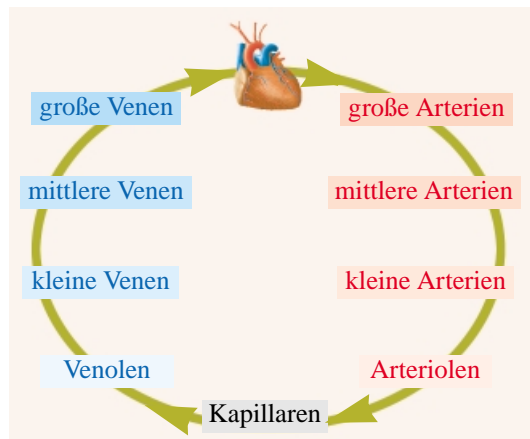 große Venen
große Arterien
mittlere Venen
mittlere Arterien
kleine Venen
kleine Arterien
Venolen
Arteriolen
Kapillaren